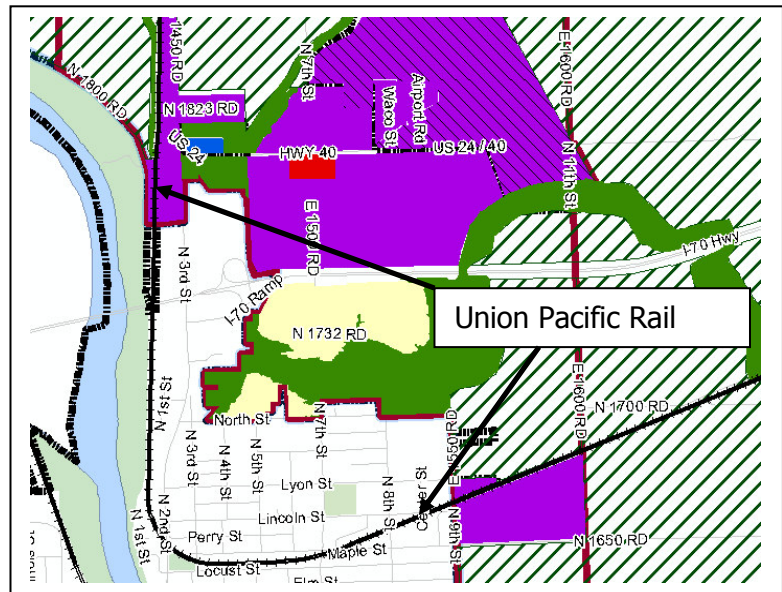 1450 RD
N 7th St
E 1600 RD
N 1800 RD
N 1823 RD
Waco St
Airport Rd
US-24
HWY 40
US 24 / 40
N 11th St
E 1500 RD
N 3rd St
I-70 Hwy
I-70 Ramp
Union Pacific Rail
N 1732 RD
E 1600 RD
N 1st St
N 1700 RD
North St
N 7th St
E 1550 RD
N 3rd St
N 4th St
N 5th St
Lyon St
N 8th St
Center St
N 2nd St
Lincoln St
N 9th St
N 1st St
Perry St
Maple St
N 1650 RD
Locust St
Elm St